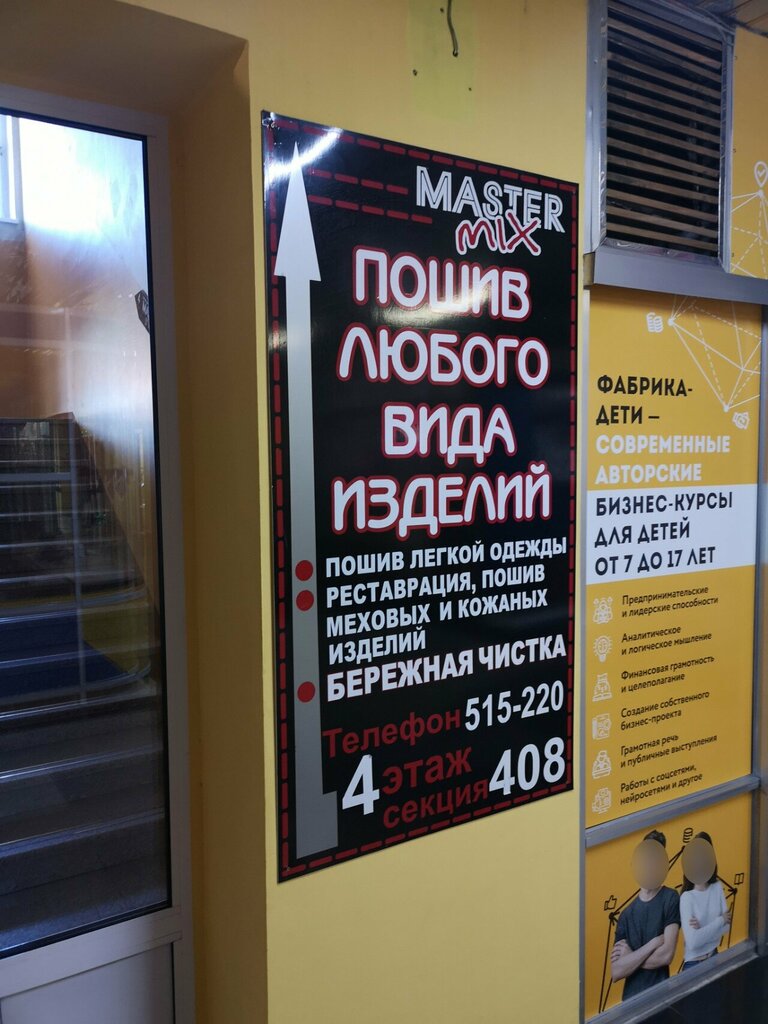 MASTER
MIX
ПОШИВ
ЛЮБОГО
ВИДА
ИЗДЕЛИЙ
ПОШИВ ЛЕГКОЙ ОДЕЖДЫ
РЕСТАВРАЦИЯ, ПОШИВ
МЕХОВЫХ И КОЖАНЫХ
ИЗДЕЛИЙ
БЕРЕЖНАЯ ЧИСТКА
Телефон 515-220
4 этаж
секция 408
ФАБРИКА-
ДЕТИ –
СОВРЕМЕННЫЕ
АВТОРСКИЕ
БИЗНЕС-КУРСЫ
ДЛЯ ДЕТЕЙ
ОТ 7 ДО 17 ЛЕТ
Предпринимательские
и лидерские способности
Аналитическое
и логическое мышление
Финансовая грамотность
и целеполагание
Создание собственного
бизнес-проекта
Грамотная речь
и публичные выступления
Работы с соцсетями,
нейросетями и другое